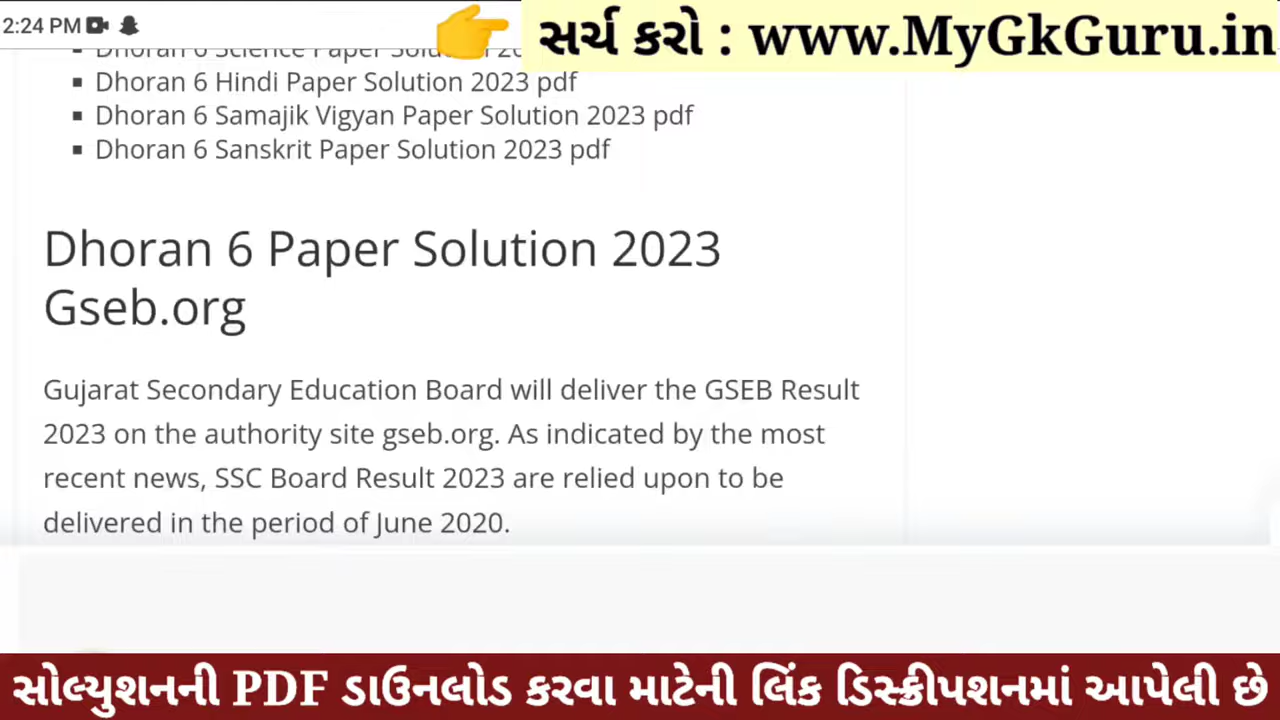 2:24 PM
👉 સર્ચ કરો : www.MyGkGuru.in
▪ Dhoran 6 Science Paper
▪ Dhoran 6 Hindi Paper Solution 2023 pdf
▪ Dhoran 6 Samajik Vigyan Paper Solution 2023 pdf
▪ Dhoran 6 Sanskrit Paper Solution 2023 pdf
Dhoran 6 Paper Solution 2023
Gseb.org
Gujarat Secondary Education Board will deliver the GSEB Result
2023 on the authority site gseb.org. As indicated by the most
recent news, SSC Board Result 2023 are relied upon to be
delivered in the period of June 2020.
સોલ્યુશનની PDF ડાઉનલોડ કરવા માટેની લિંક ડિસ્ક્રીપશનમાં આપેલી છે